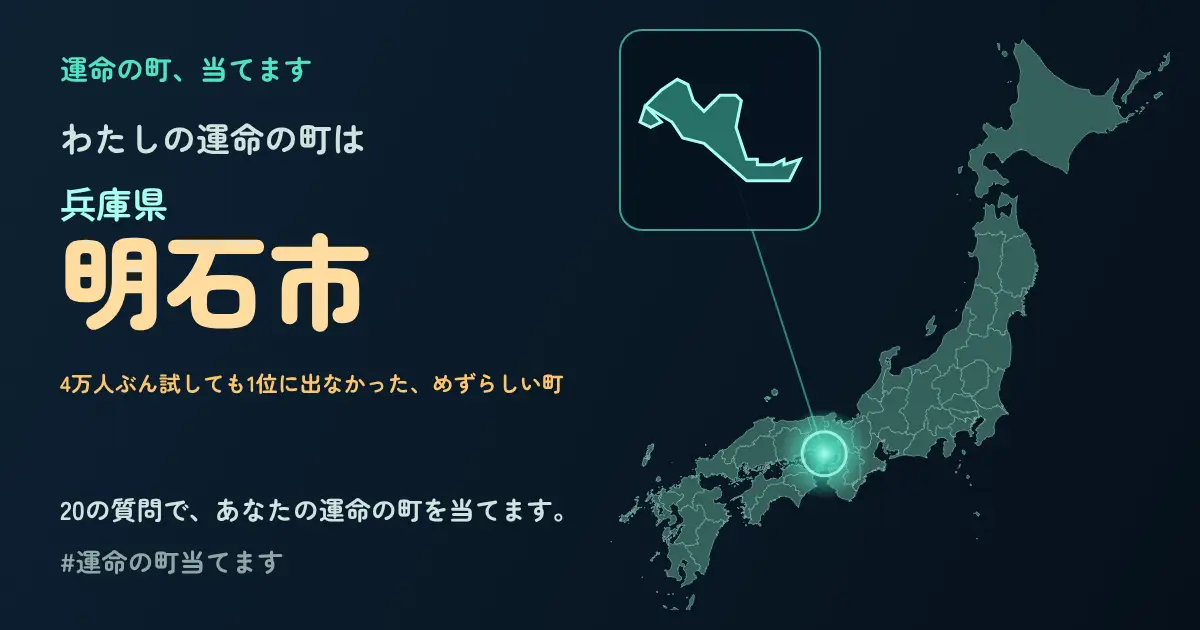 運命の町、当てます
わたしの運命の町は
兵庫県
明石市
4万人ぶん試しても1位に出なかった、めずらしい町
20の質問で、あなたの運命の町を当てます。
#運命の町当てます